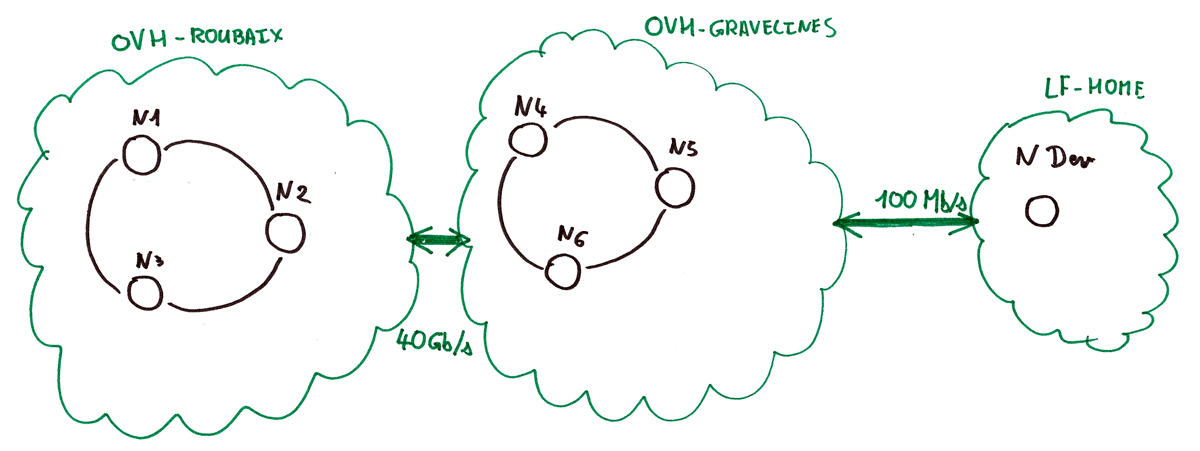 OVH-ROUBAIX
N1
N2
N3
40Gb/s
OVH-GRAVELINES
N4
N5
N6
100 Mb/s
LF-HOME
N Dev